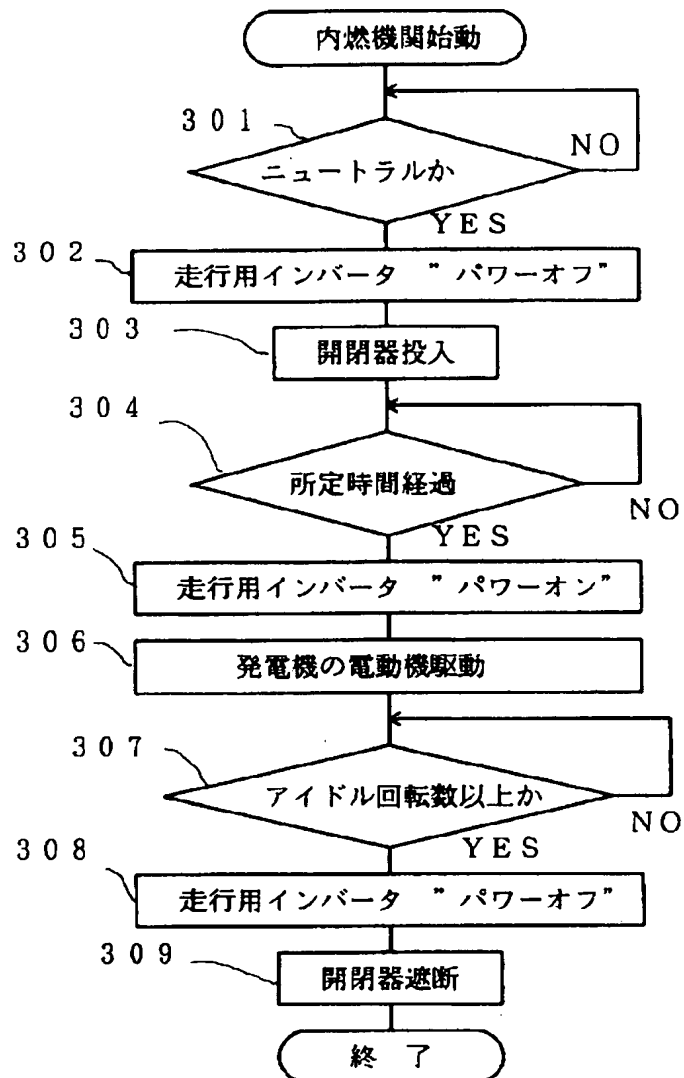 内燃機関始動
３０１
NO
ニュートラルか
YES
３０２
走行用インバータ ”パワーオフ”
３０３
開閉器投入
３０４
所定時間経過
NO
YES
３０５
走行用インバータ ”パワーオン”
３０６
発電機の電動機駆動
３０７
アイドル回転数以上か
NO
YES
３０８
走行用インバータ ”パワーオフ”
３０９
開閉器遮断
終 了